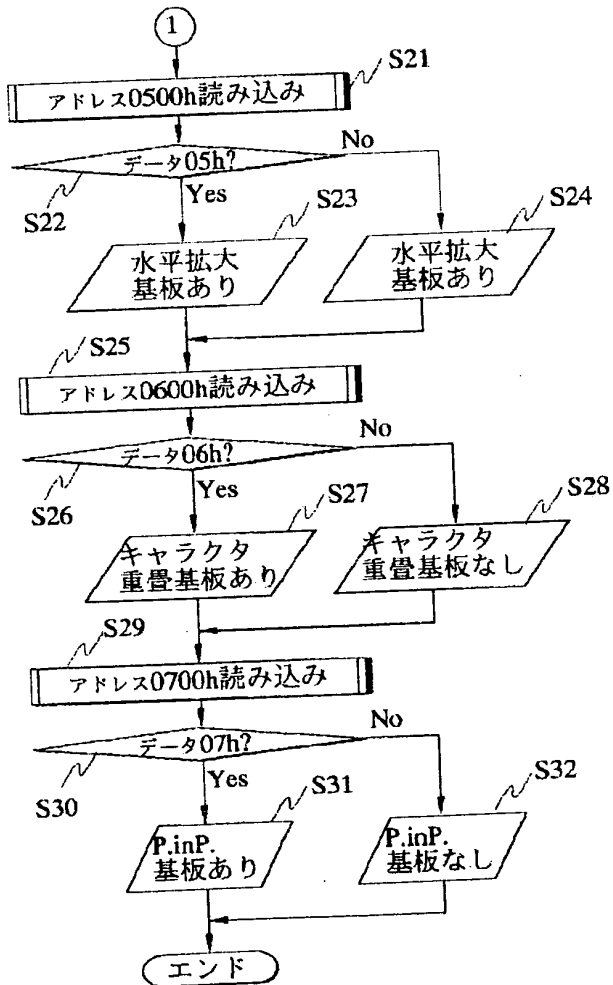 1
アドレス0500h読み込み
S21
データ05h?
No
S22
Yes
S23
S24
水平拡大
基板あり
水平拡大
基板あり
S25
アドレス0600h読み込み
データ06h?
No
S26
Yes
S27
S28
キャラクタ
重畳基板あり
キャラクタ
重畳基板なし
S29
アドレス0700h読み込み
データ07h?
No
S30
Yes
S31
S32
P.inP.
基板あり
P.inP.
基板なし
エンド